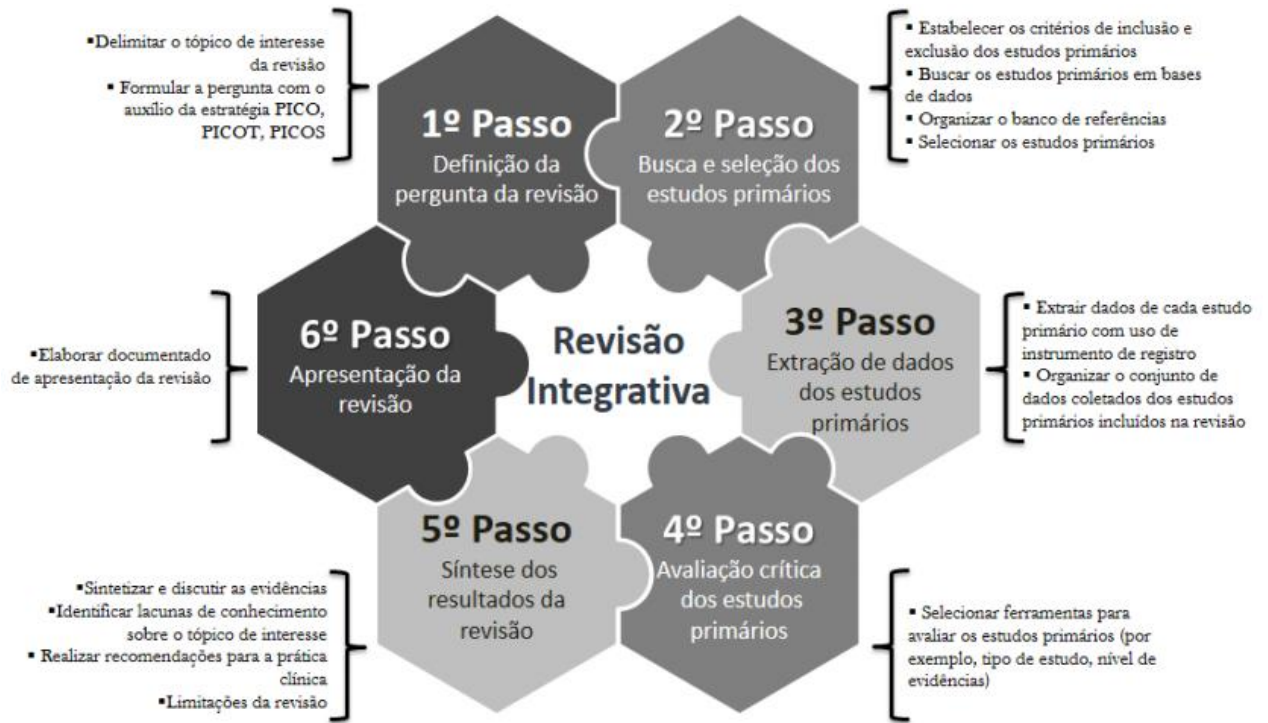 ▪Delimitar o tópico de interesse
da revisão
▪ Formular a pergunta com o
auxílio da estratégia PICO,
PICOT, PICOS
1º Passo
Definição da
pergunta da revisão
2º Passo
Busca e seleção dos
estudos primários
▪ Estabelecer os critérios de inclusão e
exclusão dos estudos primários
▪ Buscar os estudos primários em bases
de dados
▪ Organizar o banco de referências
▪ Selecionar os estudos primários
3º Passo
Extração de dados
dos estudos
primários
▪ Extrair dados de cada estudo
primário com uso de
instrumento de registro
▪ Organizar o conjunto de
dados coletados dos estudos
primários incluídos na revisão
Revisão
Integrativa
4º Passo
Avaliação crítica
dos estudos
primários
▪ Selecionar ferramentas para
avaliar os estudos primários (por
exemplo, tipo de estudo, nível de
evidências)
5º Passo
Síntese dos
resultados da
revisão
▪Sintetizar e discutir as evidências
▪Identificar lacunas de conhecimento
sobre o tópico de interesse
▪ Realizar recomendações para a prática
clínica
▪Limitações da revisão
6º Passo
Apresentação da
revisão
▪Elaborar documentado
de apresentação da revisão